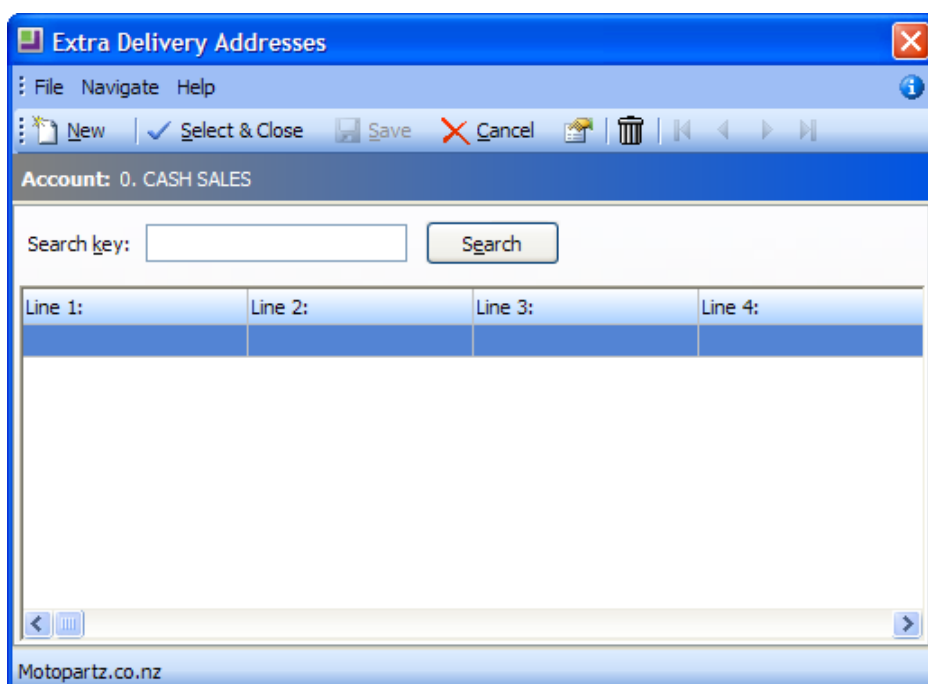 Extra Delivery Addresses
File Navigate Help
New Select & Close Save Cancel
Account: 0. CASH SALES
Search key: Search
Line 1: Line 2: Line 3: Line 4:
Motopartz.co.nz